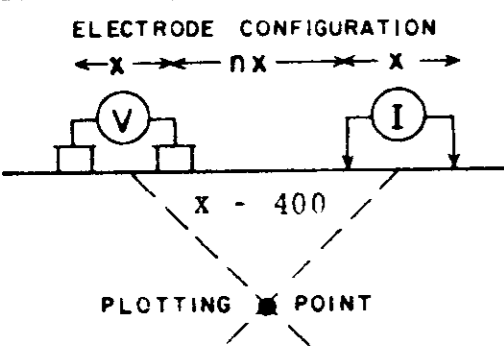 ELECTRODE CONFIGURATION
x nx x
V I
X - 400
PLOTTING POINT